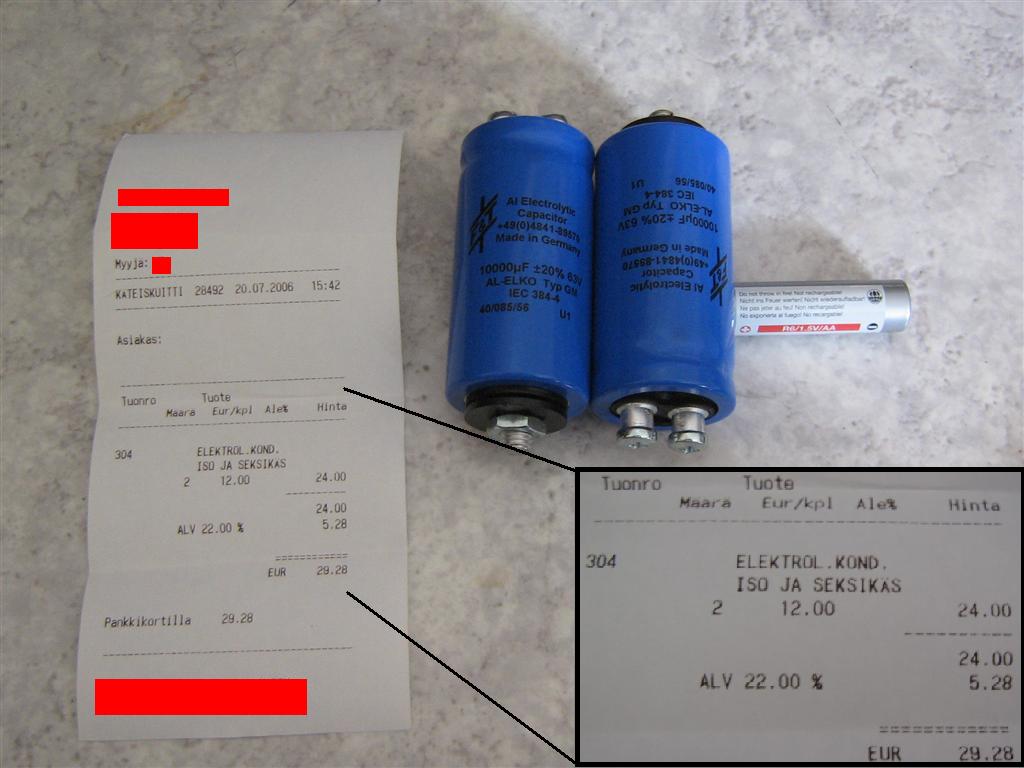 Myyjä:
KÄTEISKUITTI 28492 20.07.2006 15:42
Asiakas:
Tuonro Tuote
Määrä Eur/kpl Ale% Hinta
304 ELEKTROL.KOND.
ISO JA SEKSIKÄS
2 12.00 24.00
24.00
ALV 22.00 % 5.28
EUR 29.28
Pankkikortilla 29.28
Al Electrolytic
Capacitor
+49(0)4841-89570
Made in Germany
10000µF ±20% 63V
AL-ELKO Typ GM
IEC 384-4
40/085/56 U1
Al Electrolytic
Capacitor
+49(0)4841-89570
Made in Germany
10000µF ±20% 63V
AL-ELKO Typ GM
IEC 384-4
40/085/56 U1
Do not throw in fire! Not rechargeable!
Nicht ins Feuer werfen! Nicht wiederaufladbar!
Ne pas jeter au feu! Non rechargeable!
No exponerla al fuego! No recargable!
R6/1.5V/AA
Tuonro Tuote
Määrä Eur/kpl Ale% Hinta
304 ELEKTROL.KOND.
ISO JA SEKSIKÄS
2 12.00 24.00
24.00
ALV 22.00 % 5.28
EUR 29.28